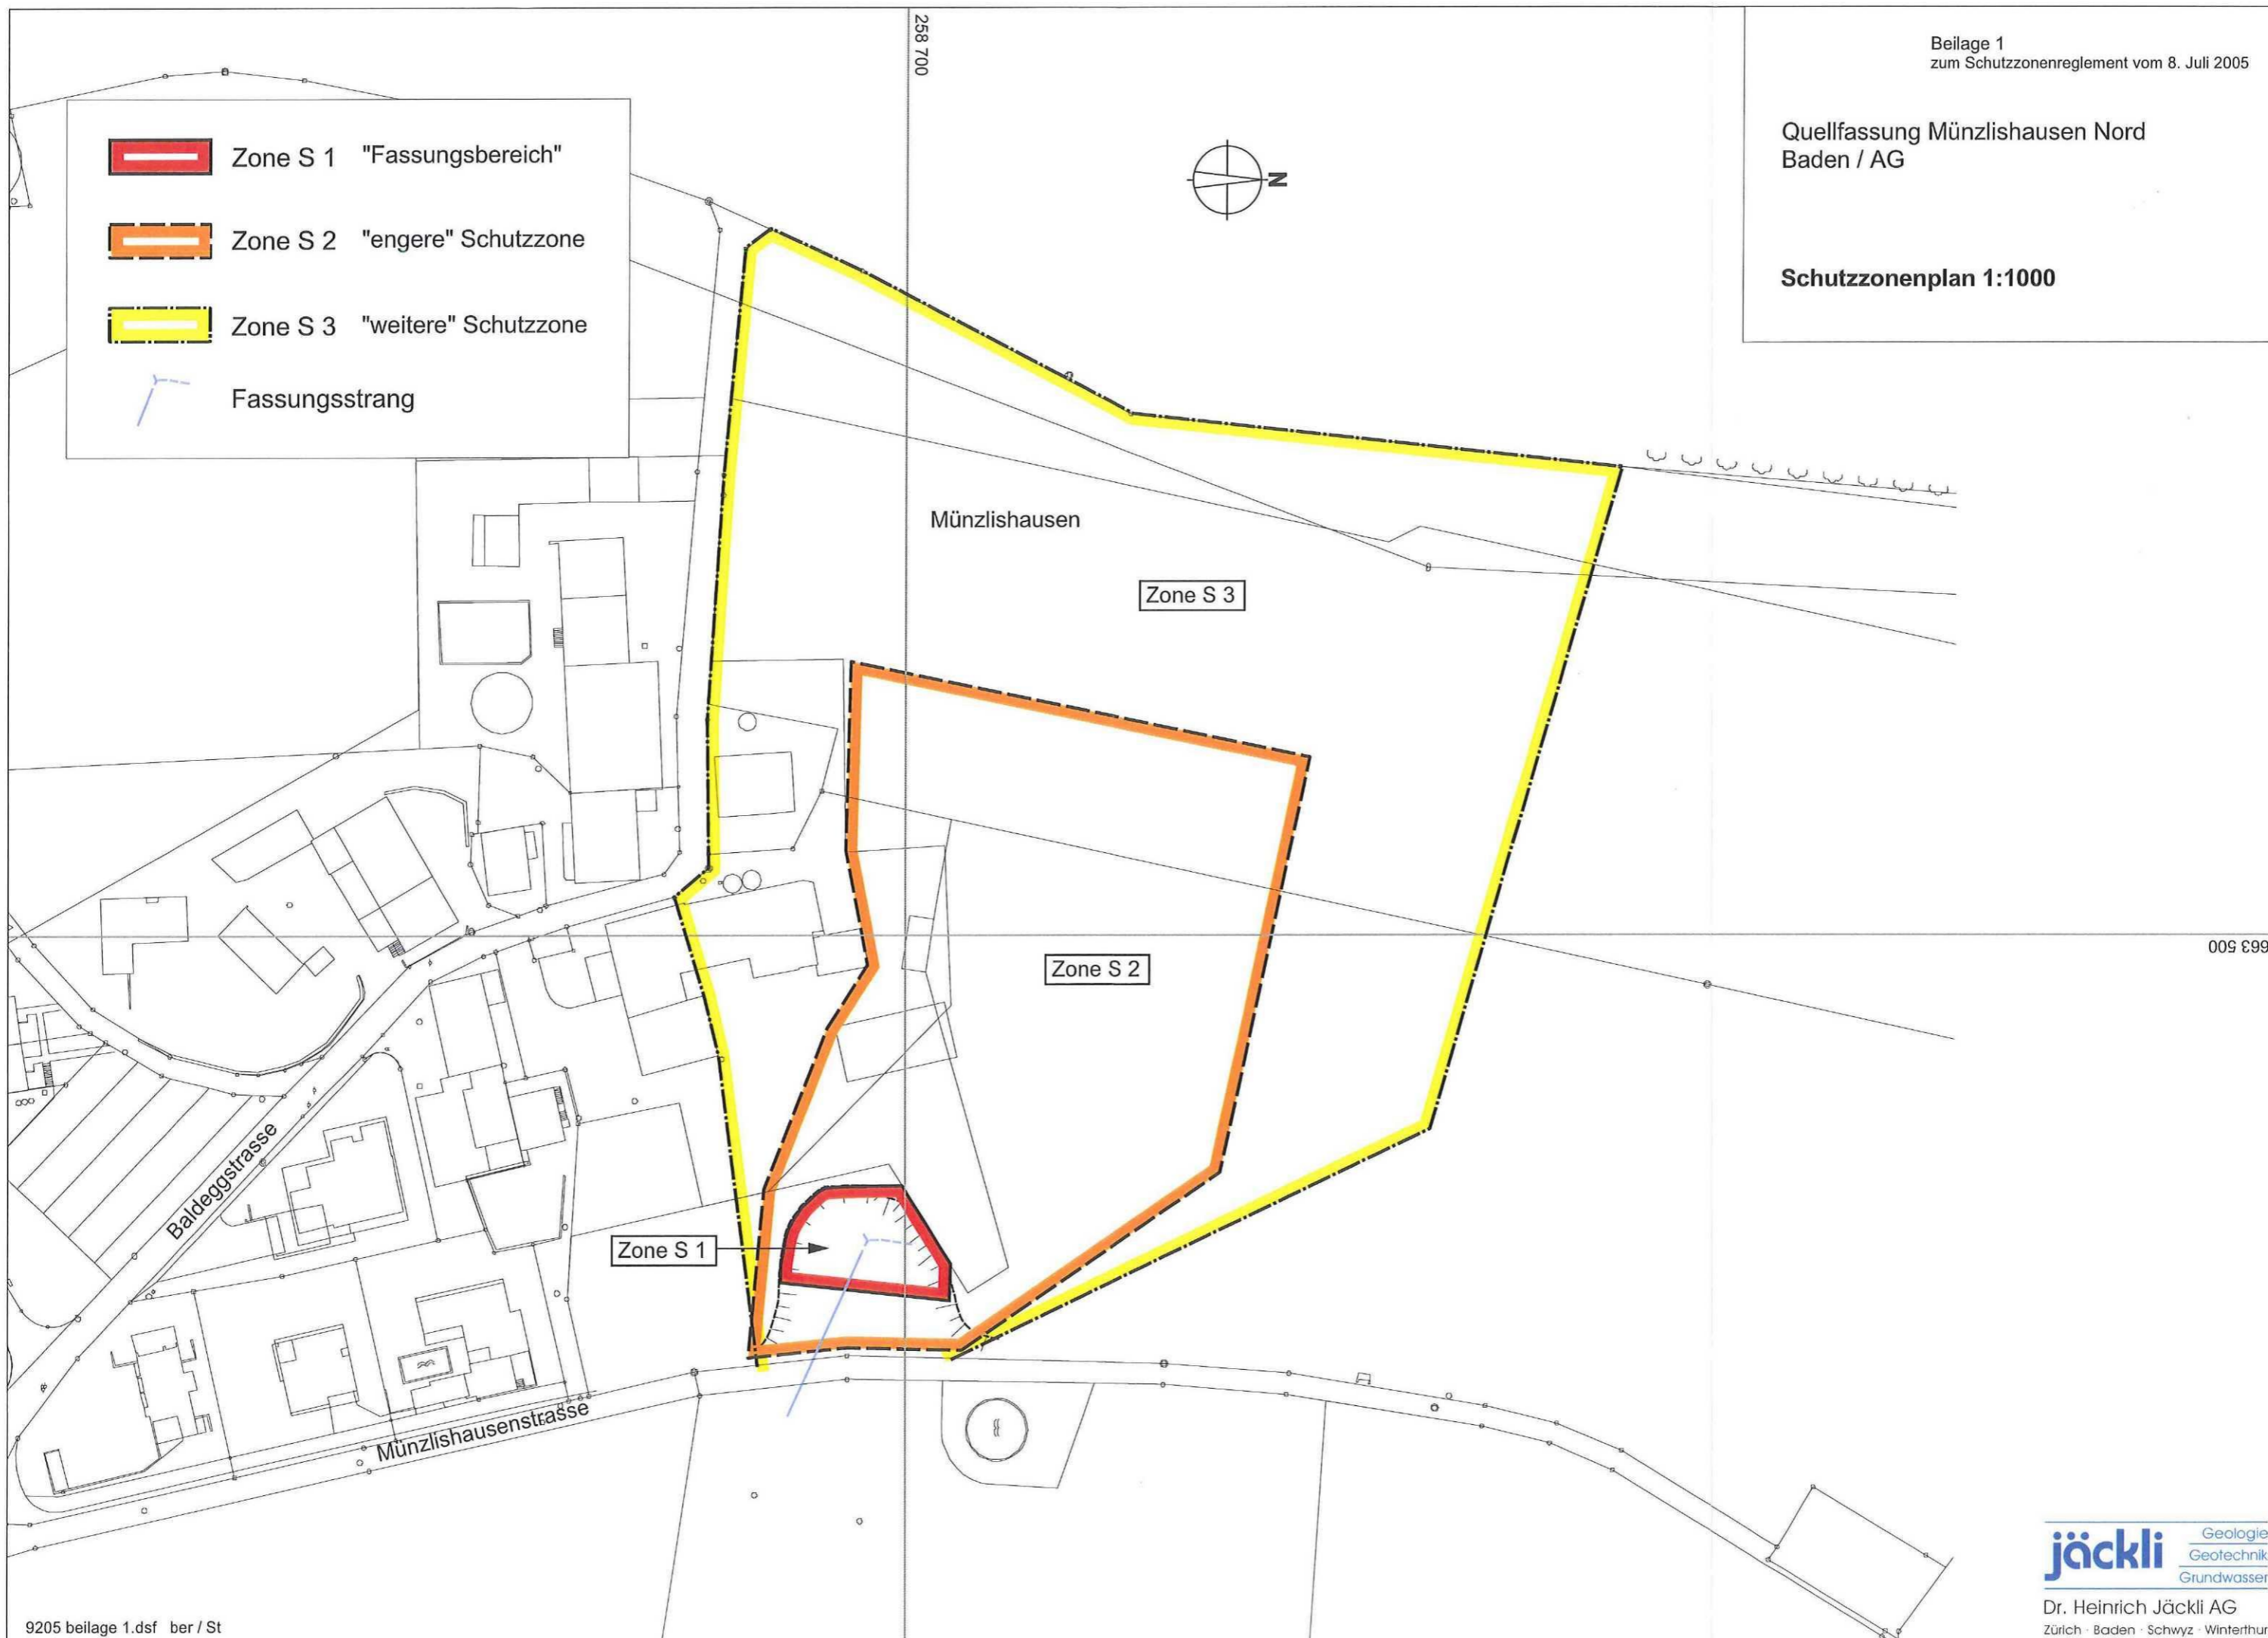 258 700
Beilage 1
zum Schutzzonenreglement vom 8. Juli 2005
Quellfassung Münzlishausen Nord
Baden / AG
Schutzzonenplan 1:1000
Zone S 1 "Fassungsbereich"
Zone S 2 "engere" Schutzzone
Zone S 3 "weitere" Schutzzone
Fassungsstrang
N
Münzlishausen
Zone S 3
663 500
Zone S 2
Baldeggstrasse
Zone S 1
Münzlishausenstrasse
jäckli
Geologie
Geotechnik
Grundwasser
Dr. Heinrich Jäckli AG
Zürich · Baden · Schwyz · Winterthur
9205 beilage 1.dsf ber / St